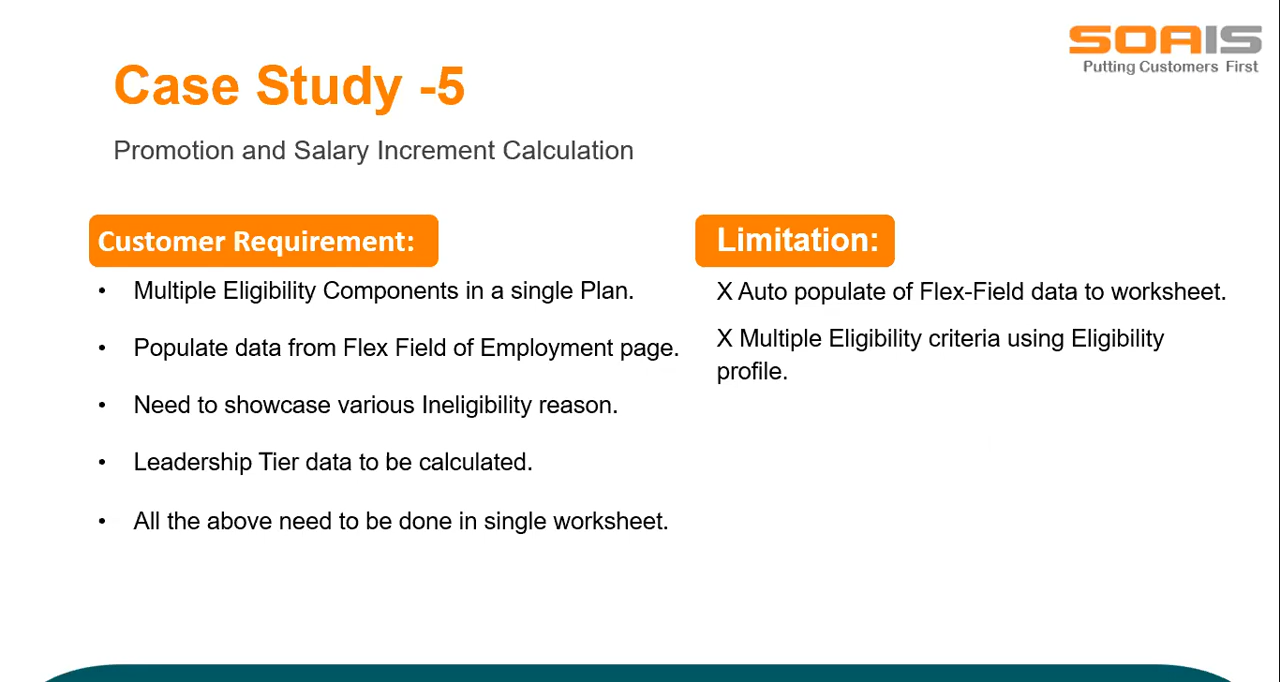 SOAIS
Putting Customers First
Case Study -5
Promotion and Salary Increment Calculation
Customer Requirement:
• Multiple Eligibility Components in a single Plan.
• Populate data from Flex Field of Employment page.
• Need to showcase various Ineligibility reason.
• Leadership Tier data to be calculated.
• All the above need to be done in single worksheet.
Limitation:
X Auto populate of Flex-Field data to worksheet.
X Multiple Eligibility criteria using Eligibility
profile.